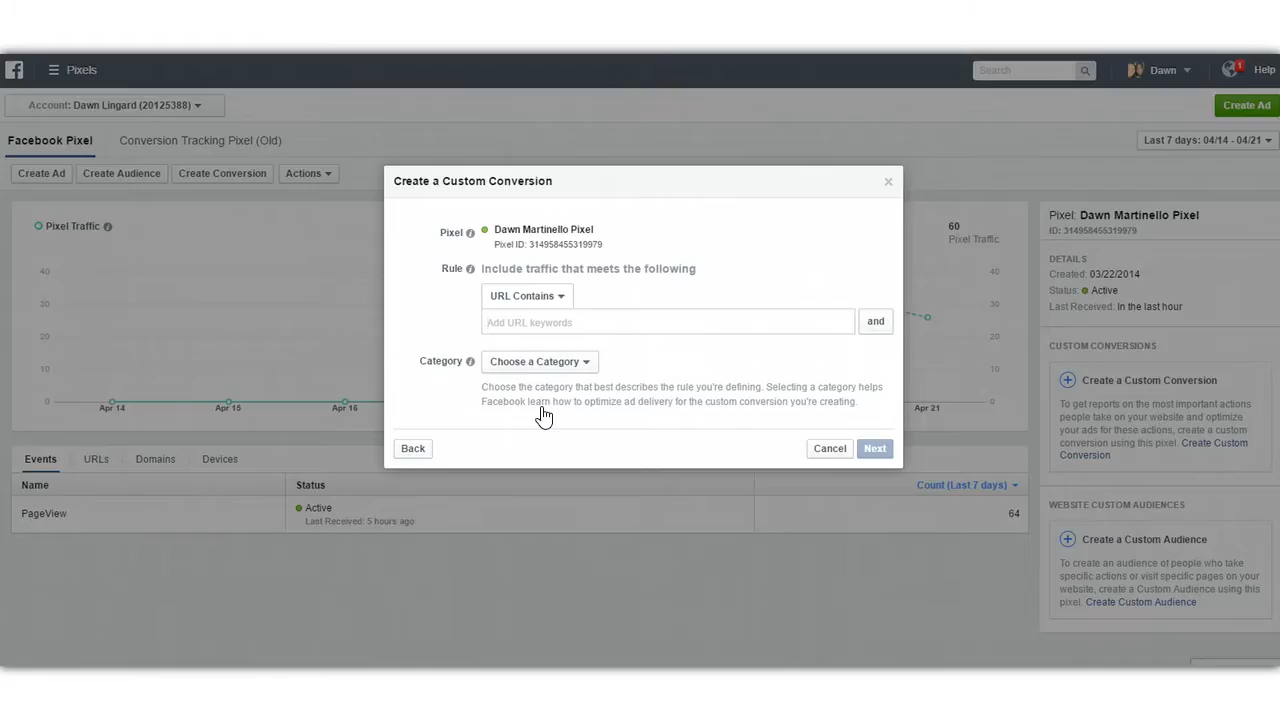 Pixels
Search
Dawn
1
Help
Account: Dawn Lingard (20125388)
Create Ad
Facebook Pixel
Conversion Tracking Pixel (Old)
Last 7 days: 04/14 - 04/21
Create Ad
Create Audience
Create Conversion
Actions
Create a Custom Conversion
Pixel
Dawn Martinello Pixel
Pixel ID: 314958455319979
Rule
Include traffic that meets the following
URL Contains
Add URL keywords
and
Category
Choose a Category
Choose the category that best describes the rule you're defining. Selecting a category helps
Facebook learn how to optimize ad delivery for the custom conversion you're creating.
Back
Cancel
Next
Pixel Traffic
60
Pixel Traffic
40
30
20
10
0
40
30
20
10
0
Apr 14
Apr 15
Apr 16
Apr 21
Events
URLs
Domains
Devices
Name
Status
Count (Last 7 days)
PageView
Active
Last Received: 5 hours ago
64
Pixel: Dawn Martinello Pixel
ID: 314958455319979
DETAILS
Created: 03/22/2014
Status: Active
Last Received: In the last hour
CUSTOM CONVERSIONS
Create a Custom Conversion
To get reports on the most important actions
people take on your website and optimize
your ads for these actions, create a custom
conversion using this pixel. Create Custom
Conversion
WEBSITE CUSTOM AUDIENCES
Create a Custom Audience
To create an audience of people who take
specific actions or visit specific pages on your
website, create a Custom Audience using this
pixel. Create Custom Audience